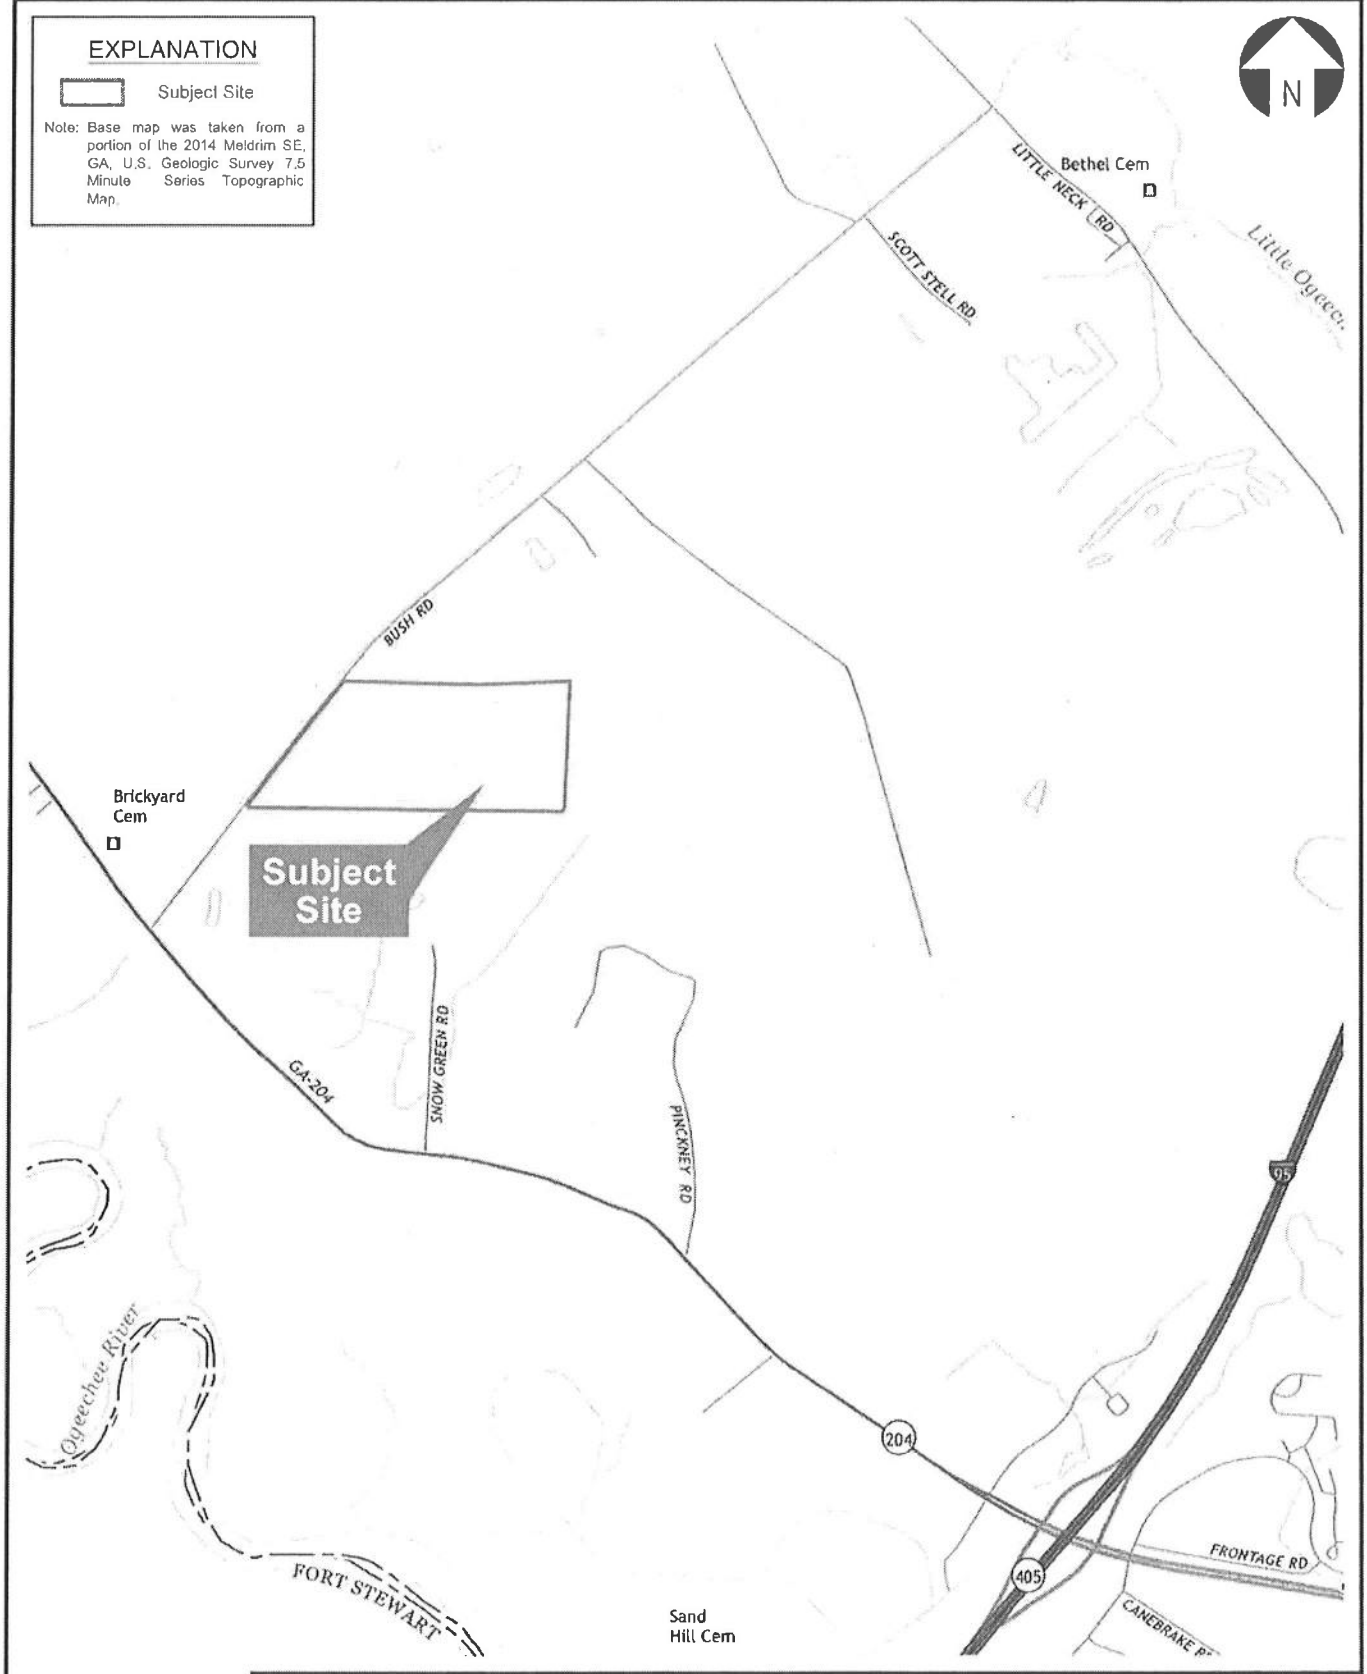 EXPLANATION
Subject Site
Note: Base map was taken from a
portion of the 2014 Meldrim SE,
GA, U.S. Geologic Survey 7.5
Minute Series Topographic
Map.
N
Bethel Cem
LITTLE NECK RD
SCOTT STELL RD
Little Ogeec
BUSH RD
Brickyard
Cem
Subject
Site
SNOW GREEN RD
GA-204
PINCKNEY RD
95
Ogeechee River
204
FRONTAGE RD
405
CANEBRAKE
FORT STEWART
Sand
Hill Cem